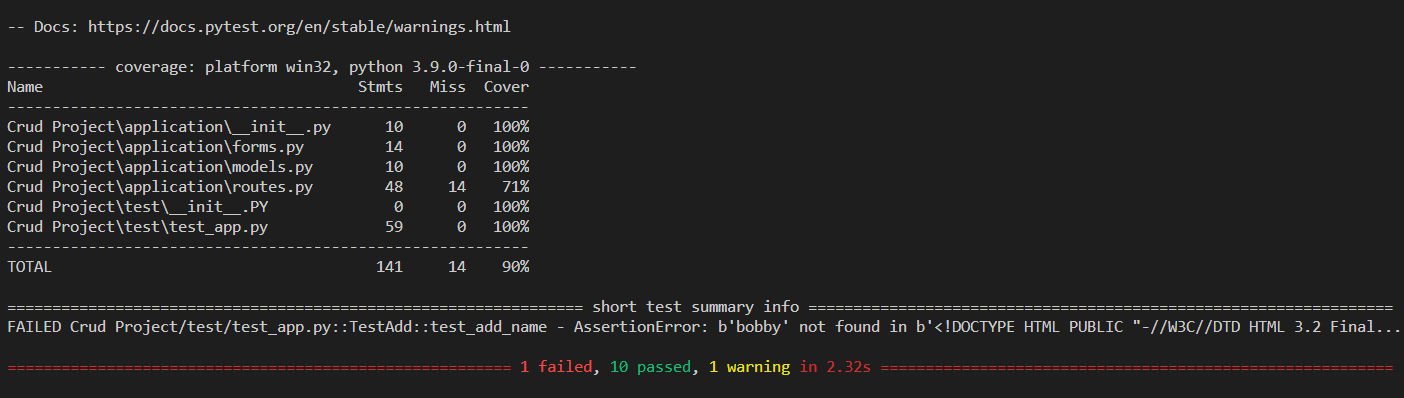 -- Docs: https://docs.pytest.org/en/stable/warnings.html
----------- coverage: platform win32, python 3.9.0-final-0 -----------
Name                                   Stmts   Miss  Cover
----------------------------------------------------------
Crud Project\application\__init__.py      10      0   100%
Crud Project\application\forms.py         14      0   100%
Crud Project\application\models.py        10      0   100%
Crud Project\application\routes.py        48     14    71%
Crud Project\test\__init__.PY              0      0   100%
Crud Project\test\test_app.py             59      0   100%
----------------------------------------------------------
TOTAL                                    141     14    90%
================================================================ short test summary info =================================================================
FAILED Crud Project/test/test_app.py::TestAdd::test_add_name - AssertionError: b'bobby' not found in b'<!DOCTYPE HTML PUBLIC "-//W3C//DTD HTML 3.2 Final...
======================================================== 1 failed, 10 passed, 1 warning in 2.32s =========================================================